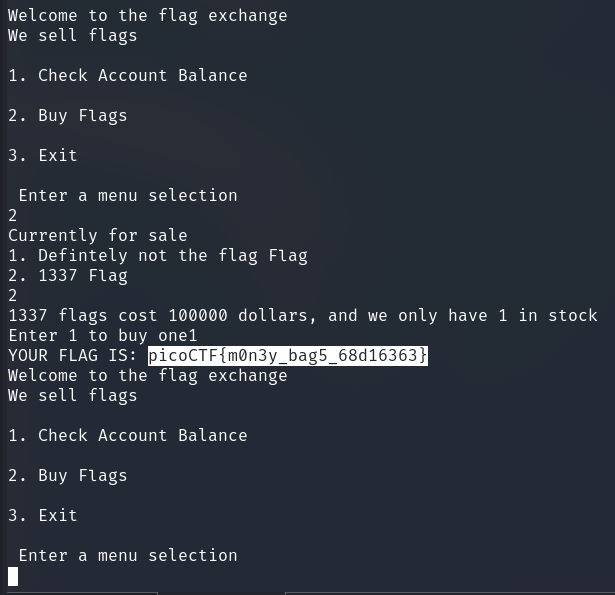 Welcome to the flag exchange
We sell flags
1. Check Account Balance
2. Buy Flags
3. Exit
Enter a menu selection
2
Currently for sale
1. Defintely not the flag Flag
2. 1337 Flag
2
1337 flags cost 100000 dollars, and we only have 1 in stock
Enter 1 to buy one1
YOUR FLAG IS: picoCTF{m0n3y_bag5_68d16363}
Welcome to the flag exchange
We sell flags
1. Check Account Balance
2. Buy Flags
3. Exit
Enter a menu selection